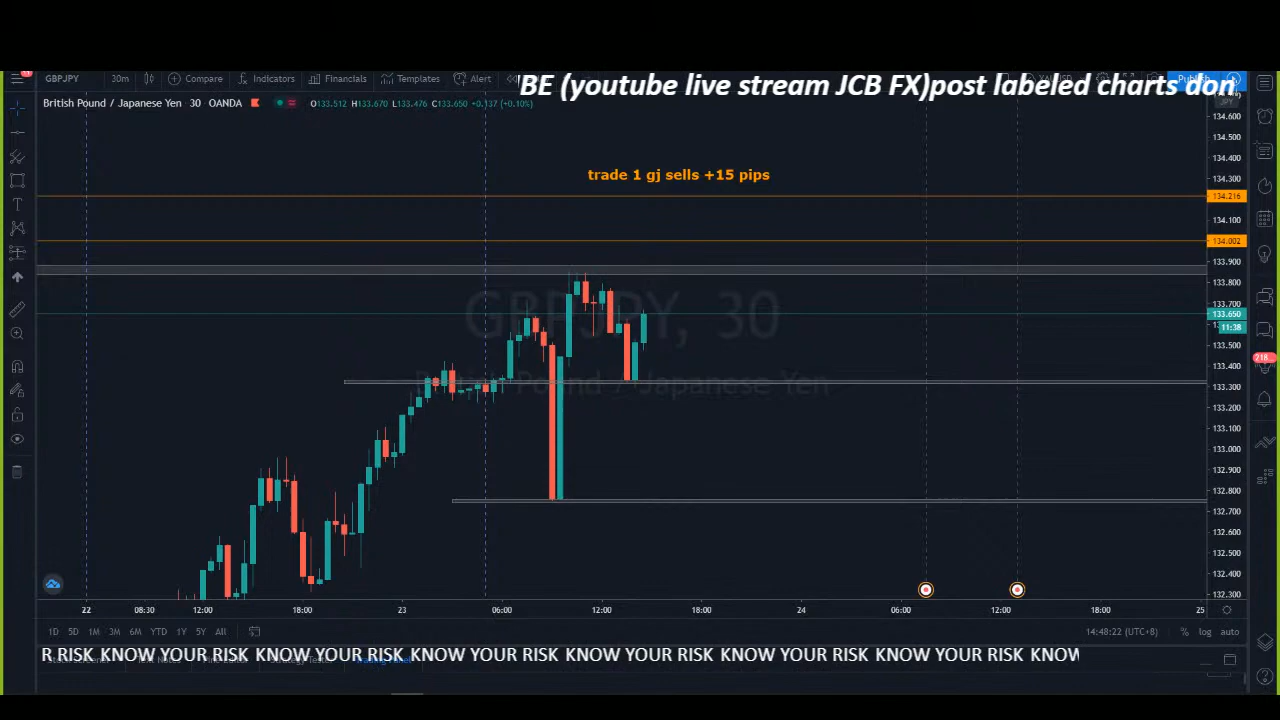 BE (youtube live stream JCB FX)post labeled charts don
GBPJPY 30m Compare Indicators Financials Templates Alert Publish
British Pound / Japanese Yen · 30 · OANDA O133.512 H133.670 L133.476 C133.650 +0.137 (+0.10%)
JPY
134.600
134.500
134.400
trade 1 gj sells +15 pips
134.300
134.216
134.100
134.002
133.900
133.800
GBPJPY, 30
133.700
133.650
11:38
133.500
133.400
British Pound / Japanese Yen
133.300
133.200
133.100
133.000
132.900
132.800
132.700
132.600
132.500
132.400
132.300
218
22 08:30 12:00 18:00 23 06:00 12:00 18:00 24 06:00 12:00 18:00 25
1D 5D 1M 3M 6M YTD 1Y 5Y All 14:48:22 (UTC+8) % log auto
R RISK KNOW YOUR RISK KNOW YOUR RISK KNOW YOUR RISK KNOW YOUR RISK KNOW YOUR RISK KNOW YOUR RISK KNOW